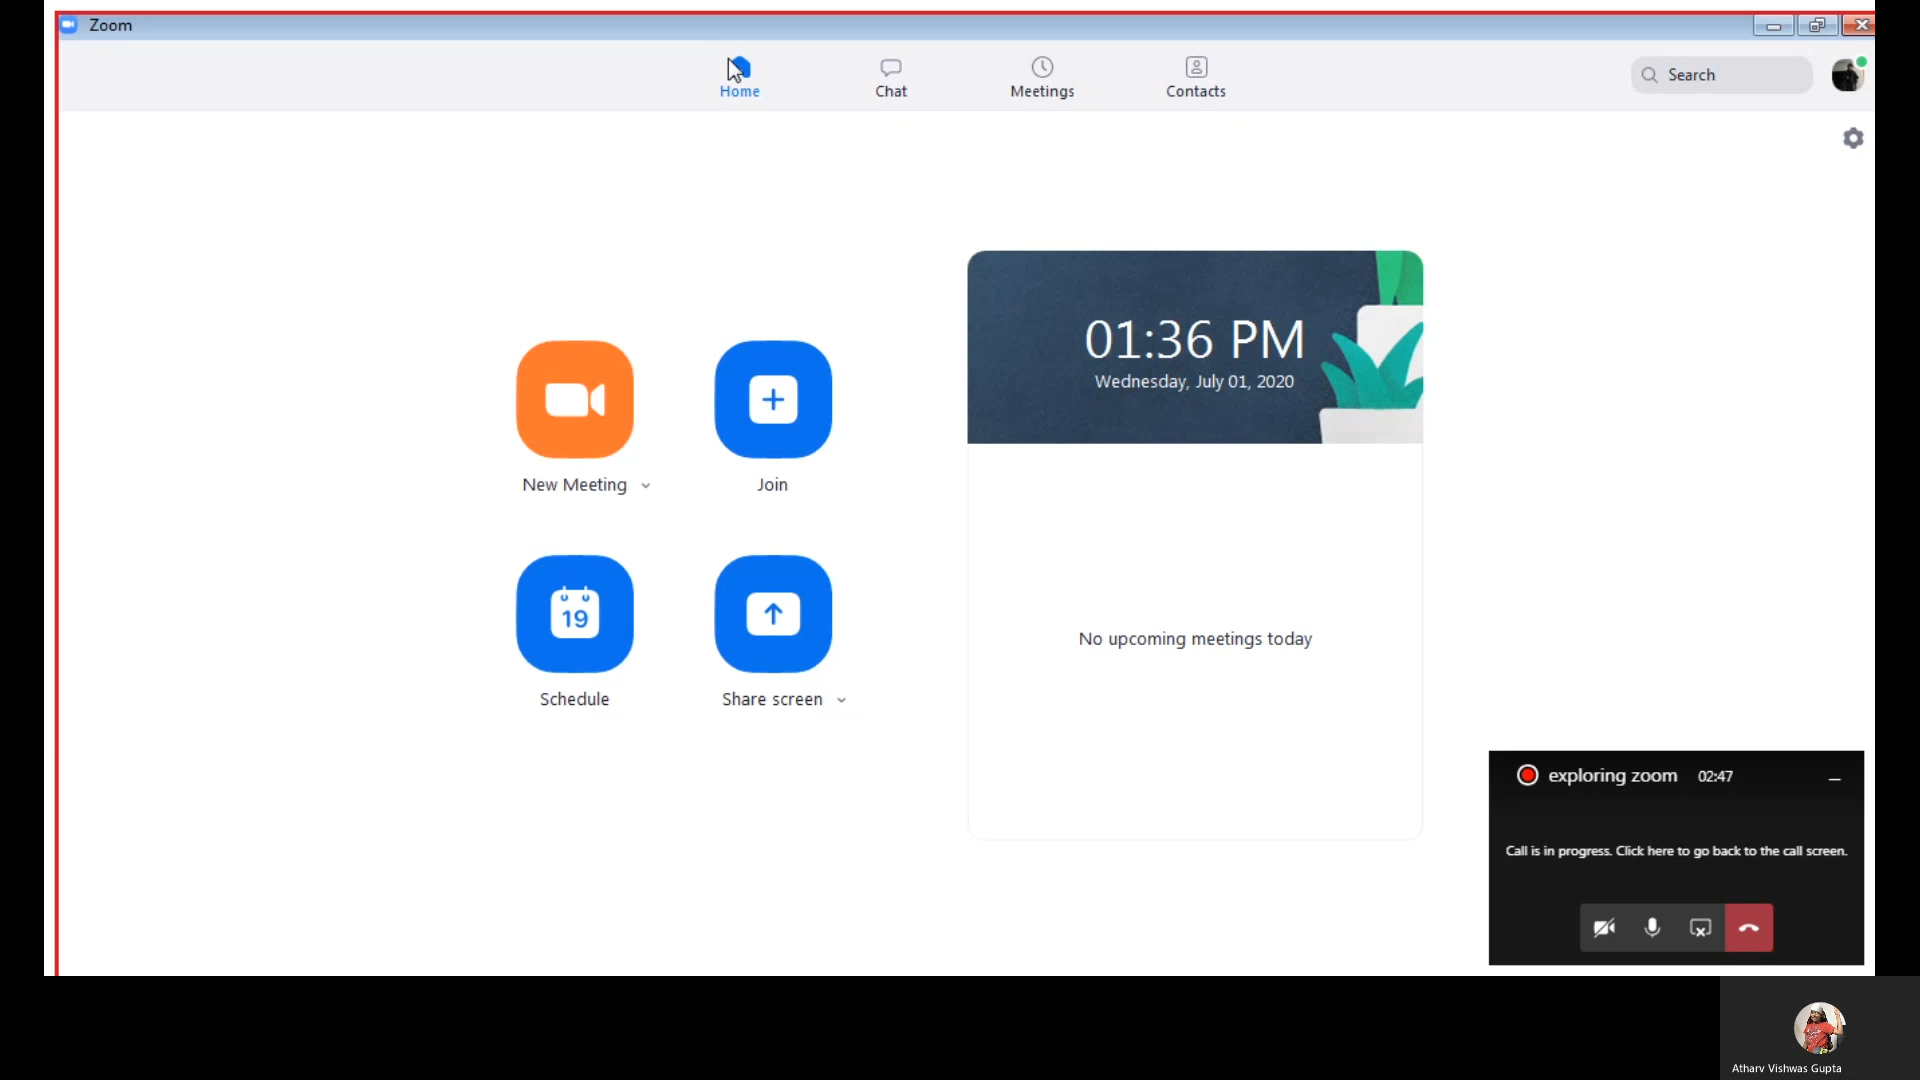 Zoom
Home
Chat
Meetings
Contacts
Search
01:36 PM
Wednesday, July 01, 2020
New Meeting
Join
19
Schedule
Share screen
No upcoming meetings today
exploring zoom 02:47
Call is in progress. Click here to go back to the call screen.
Atharv Vishwas Gupta